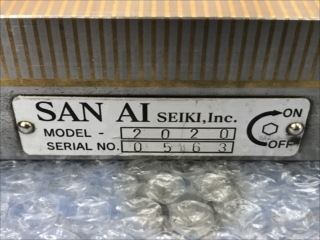 SAN AI SEIKI,Inc.
MODEL - 2020
SERIAL NO. 0563
ON
OFF